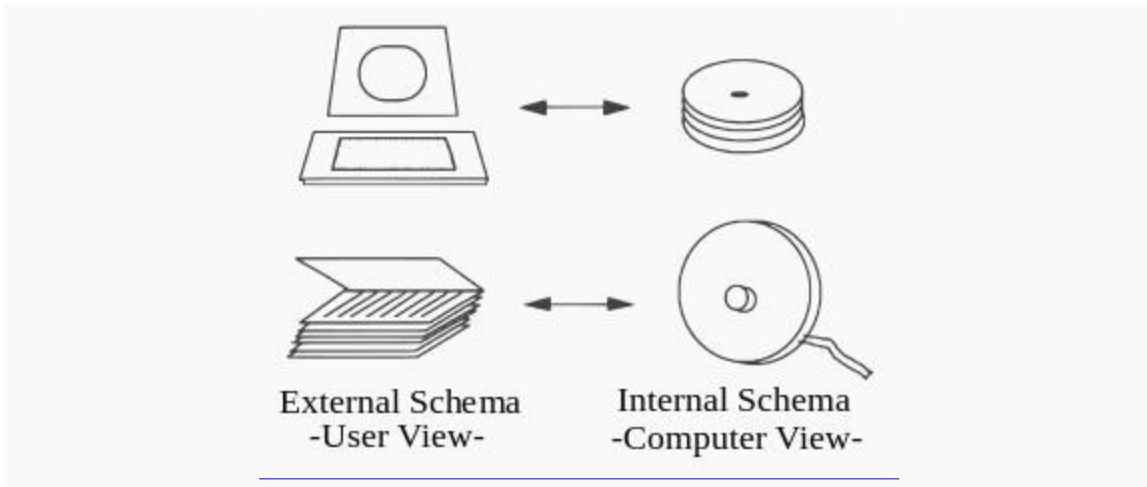 External Schema
-User View-
Internal Schema
-Computer View-